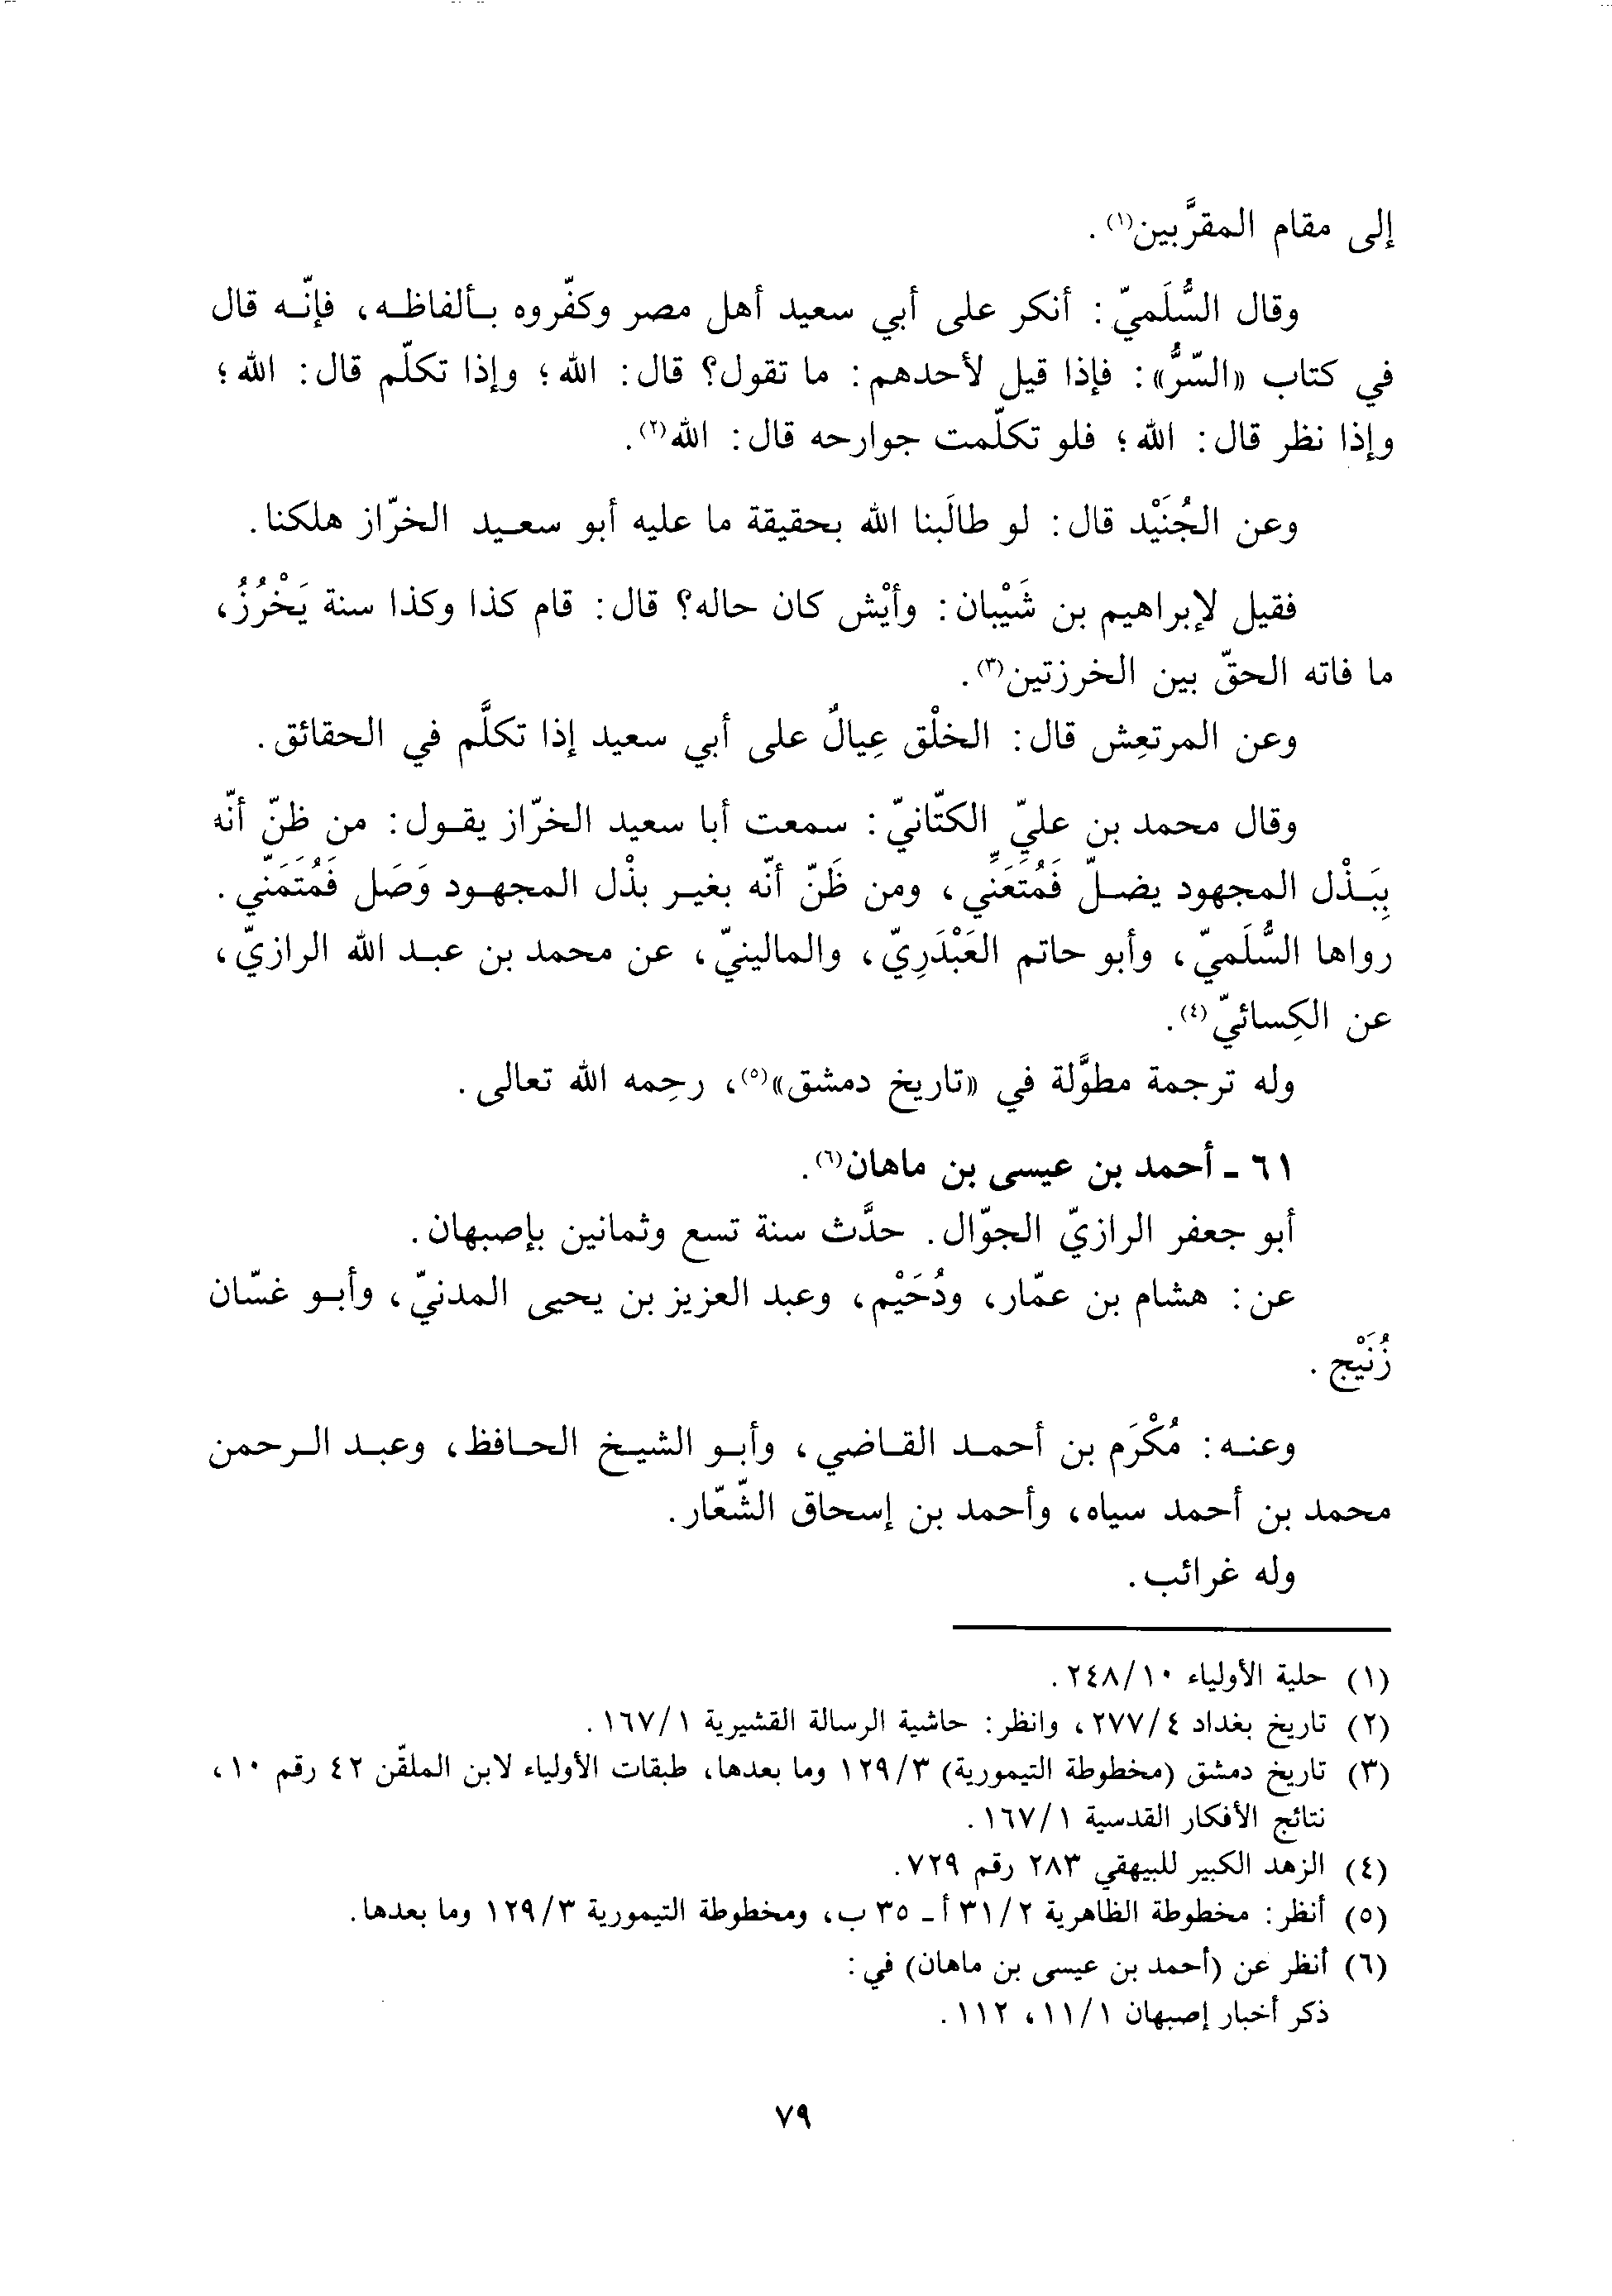 إلى مقام المقرَّبين(١).
وقال السُّلَميّ: أنكر على أبي سعيد أهل مصر وكفّروه بألفاظه، فإنّه قال
في كتاب «السّرُّ»: فإذا قيل لأحدهم: ما تقول؟ قال: الله؛ وإذا تكلّم قال: الله؛
وإذا نظر قال: الله؛ فلو تكلّمت جوارحه قال: الله(٢).
وعن الجُنَيْد قال: لو طالَبنا الله بحقيقة ما عليه أبو سعيد الخرّاز هلكنا.
فقيل لإبراهيم بن شَيْبان: وأيْش كان حاله؟ قال: قام كذا وكذا سنة يَخْرُزُ،
ما فاته الحقّ بين الخرزتين(٣).
وعن المرتعِش قال: الخلْق عِيالٌ على أبي سعيد إذا تكلَّم في الحقائق.
وقال محمد بن عليّ الكتّانيّ: سمعت أبا سعيد الخرّاز يقول: من ظنّ أنّه
بِبَذْل المجهود يضلّ فَمُتَعَنٍّي، ومن ظَنّ أنّه بغير بذْل المجهود وَصَل فَمُتَمَنّي.
رواها السُّلَميّ، وأبو حاتم العَبْدَرِيّ، والمالينيّ، عن محمد بن عبد الله الرازيّ،
عن الكِسائيّ(٤).
وله ترجمة مطوَّلة في «تاريخ دمشق»(٥)، رحِمه الله تعالى.
٦١ - أحمد بن عيسى بن ماهان(٦).
أبو جعفر الرازيّ الجوّال. حدَّث سنة تسع وثمانين بإصبهان.
عن: هشام بن عمّار، ودُحَيْم، وعبد العزيز بن يحيى المدنيّ، وأبو غسّان
زُنَيْج.
وعنه: مُكْرَم بن أحمد القاضي، وأبو الشيخ الحافظ، وعبد الرحمن
محمد بن أحمد سياه، وأحمد بن إسحاق الشّعّار.
وله غرائب.
(١) حلية الأولياء ٢٤٨/١٠.
(٢) تاريخ بغداد ٢٧٧/٤، وانظر: حاشية الرسالة القشيرية ١٦٧/١.
(٣) تاريخ دمشق (مخطوطة التيمورية) ١٢٩/٣ وما بعدها، طبقات الأولياء لابن الملقّن ٤٢ رقم ١٠،
نتائج الأفكار القدسية ١٦٧/١.
(٤) الزهد الكبير للبيهقي ٢٨٣ رقم ٧٢٩.
(٥) أنظر: مخطوطة الظاهرية ٣١/٢ أ - ٣٥ ب، ومخطوطة التيمورية ١٢٩/٣ وما بعدها.
(٦) أنظر عن (أحمد بن عيسى بن ماهان) في:
ذكر أخبار إصبهان ١١/١، ١١٢.
٧٩